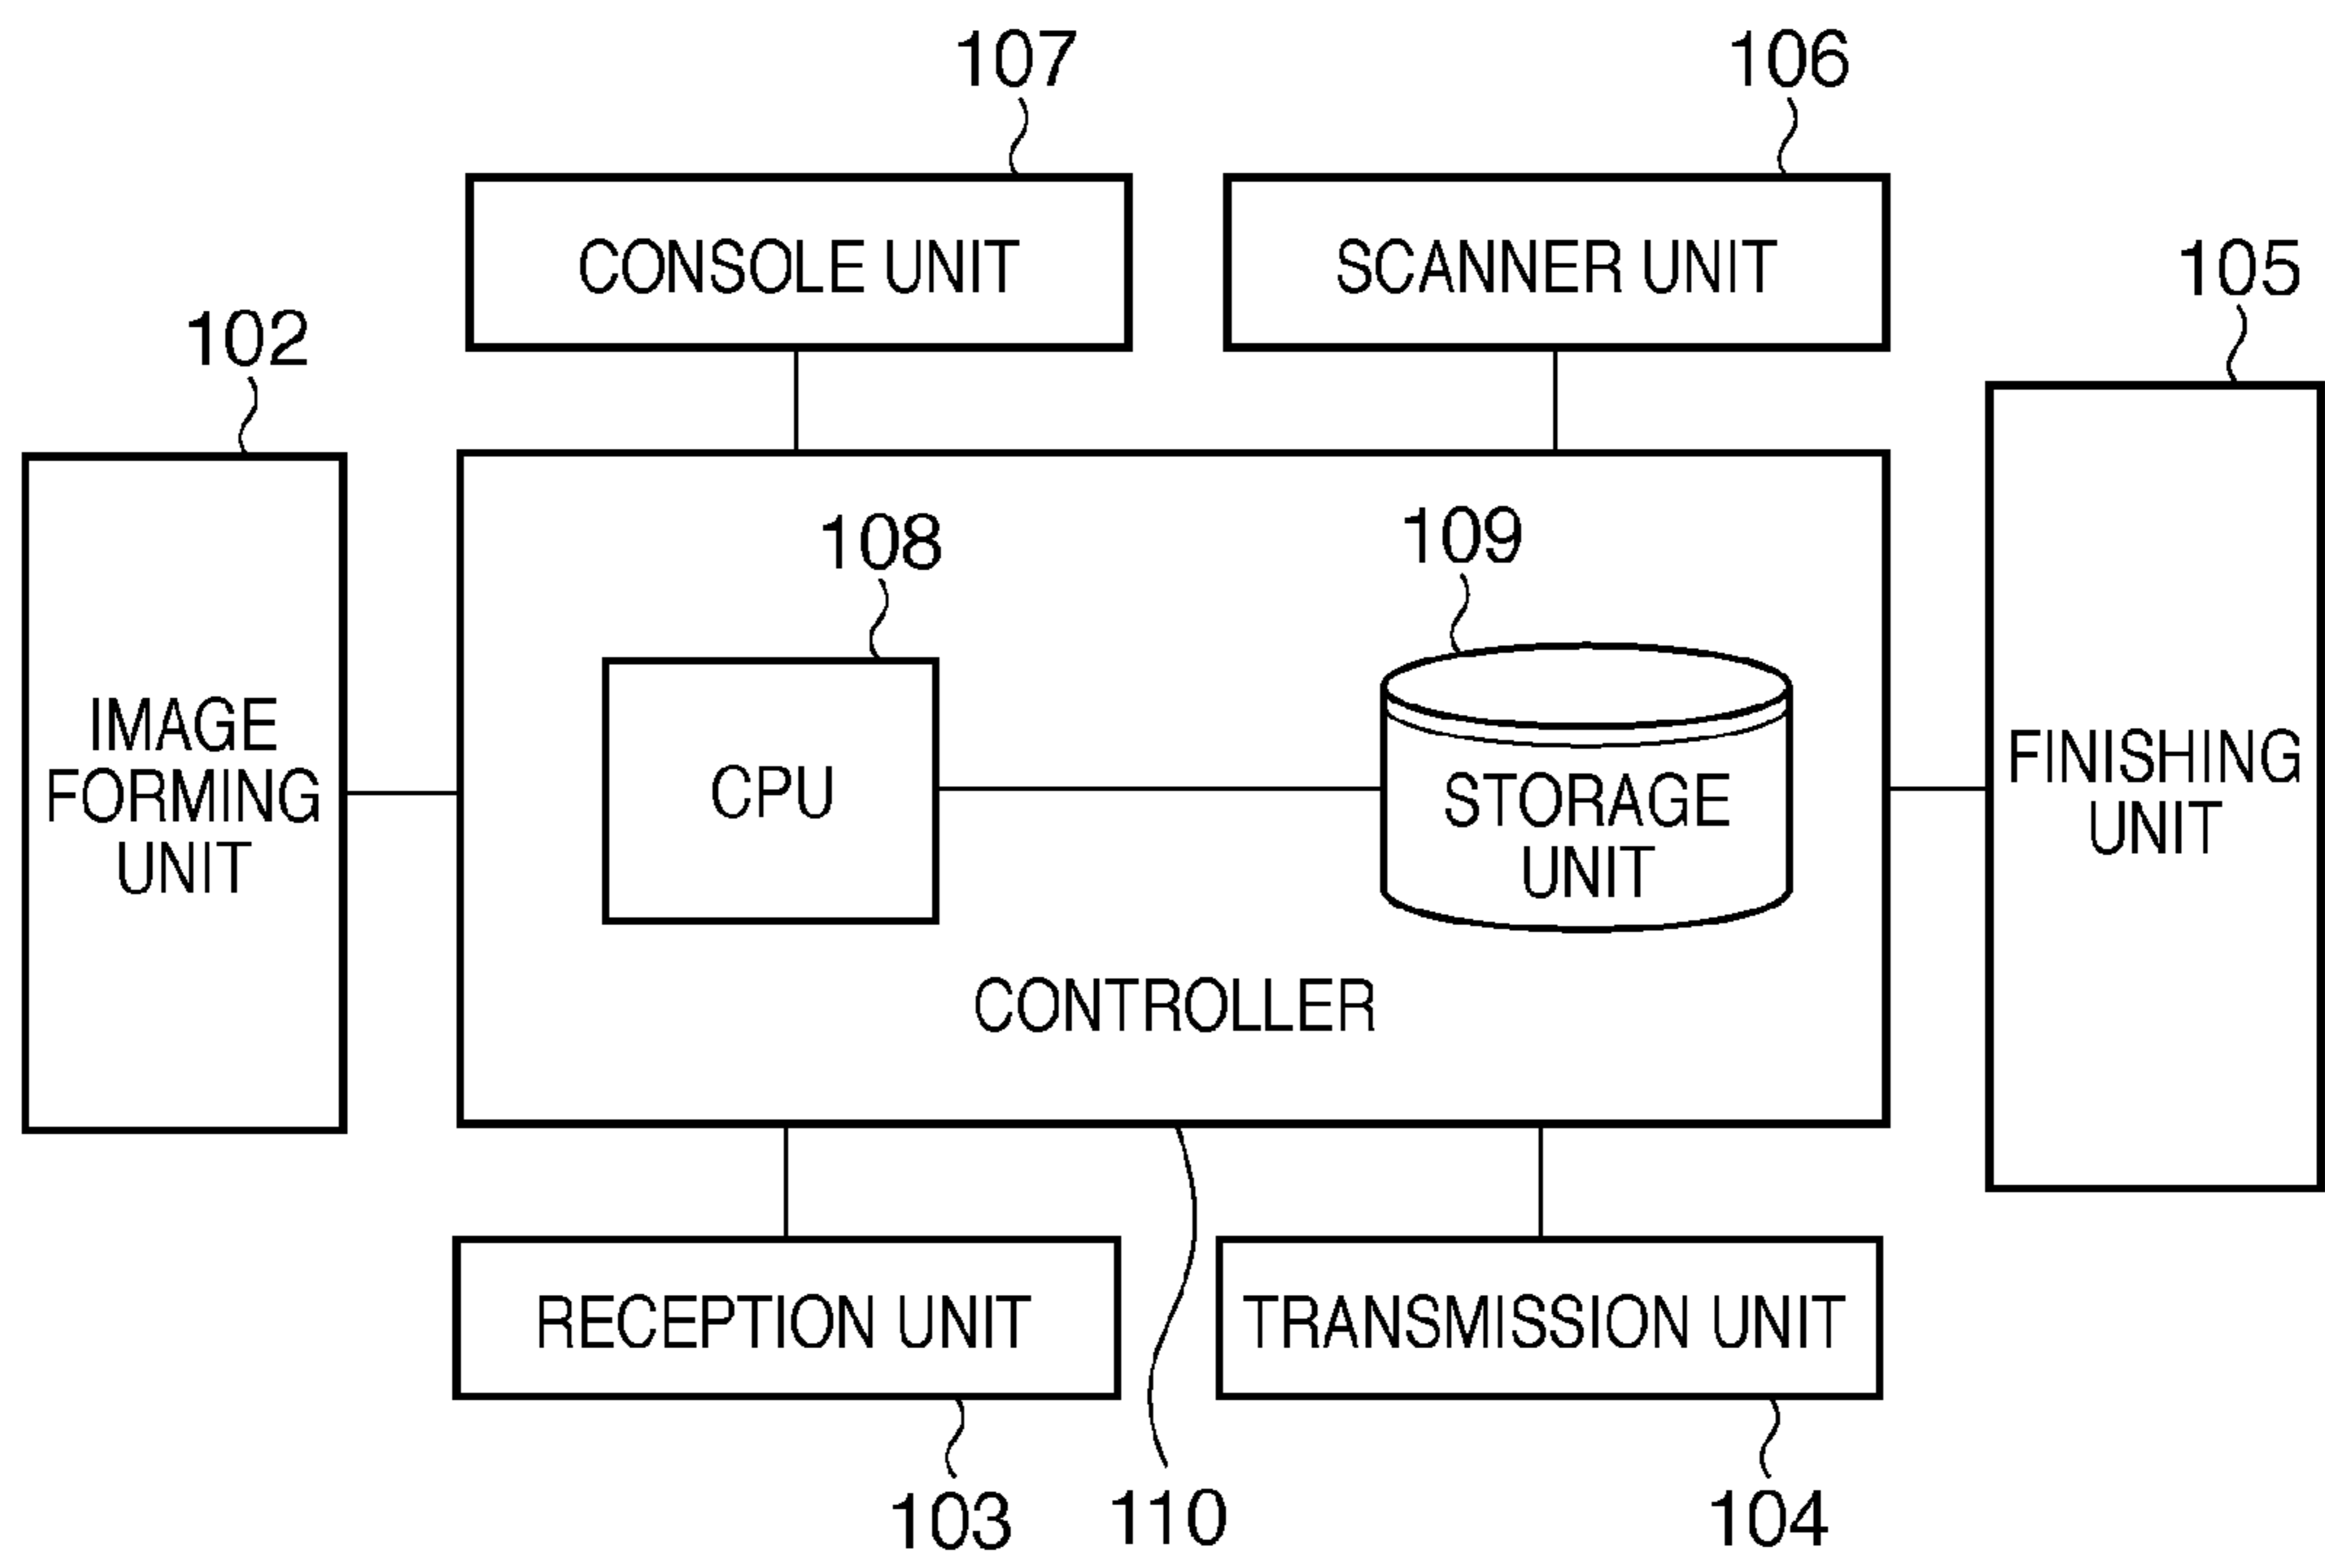 107
106
CONSOLE UNIT
SCANNER UNIT
105
102
108
109
IMAGE
FORMING
UNIT
CPU
STORAGE
UNIT
FINISHING
UNIT
CONTROLLER
RECEPTION UNIT
TRANSMISSION UNIT
103
110
104